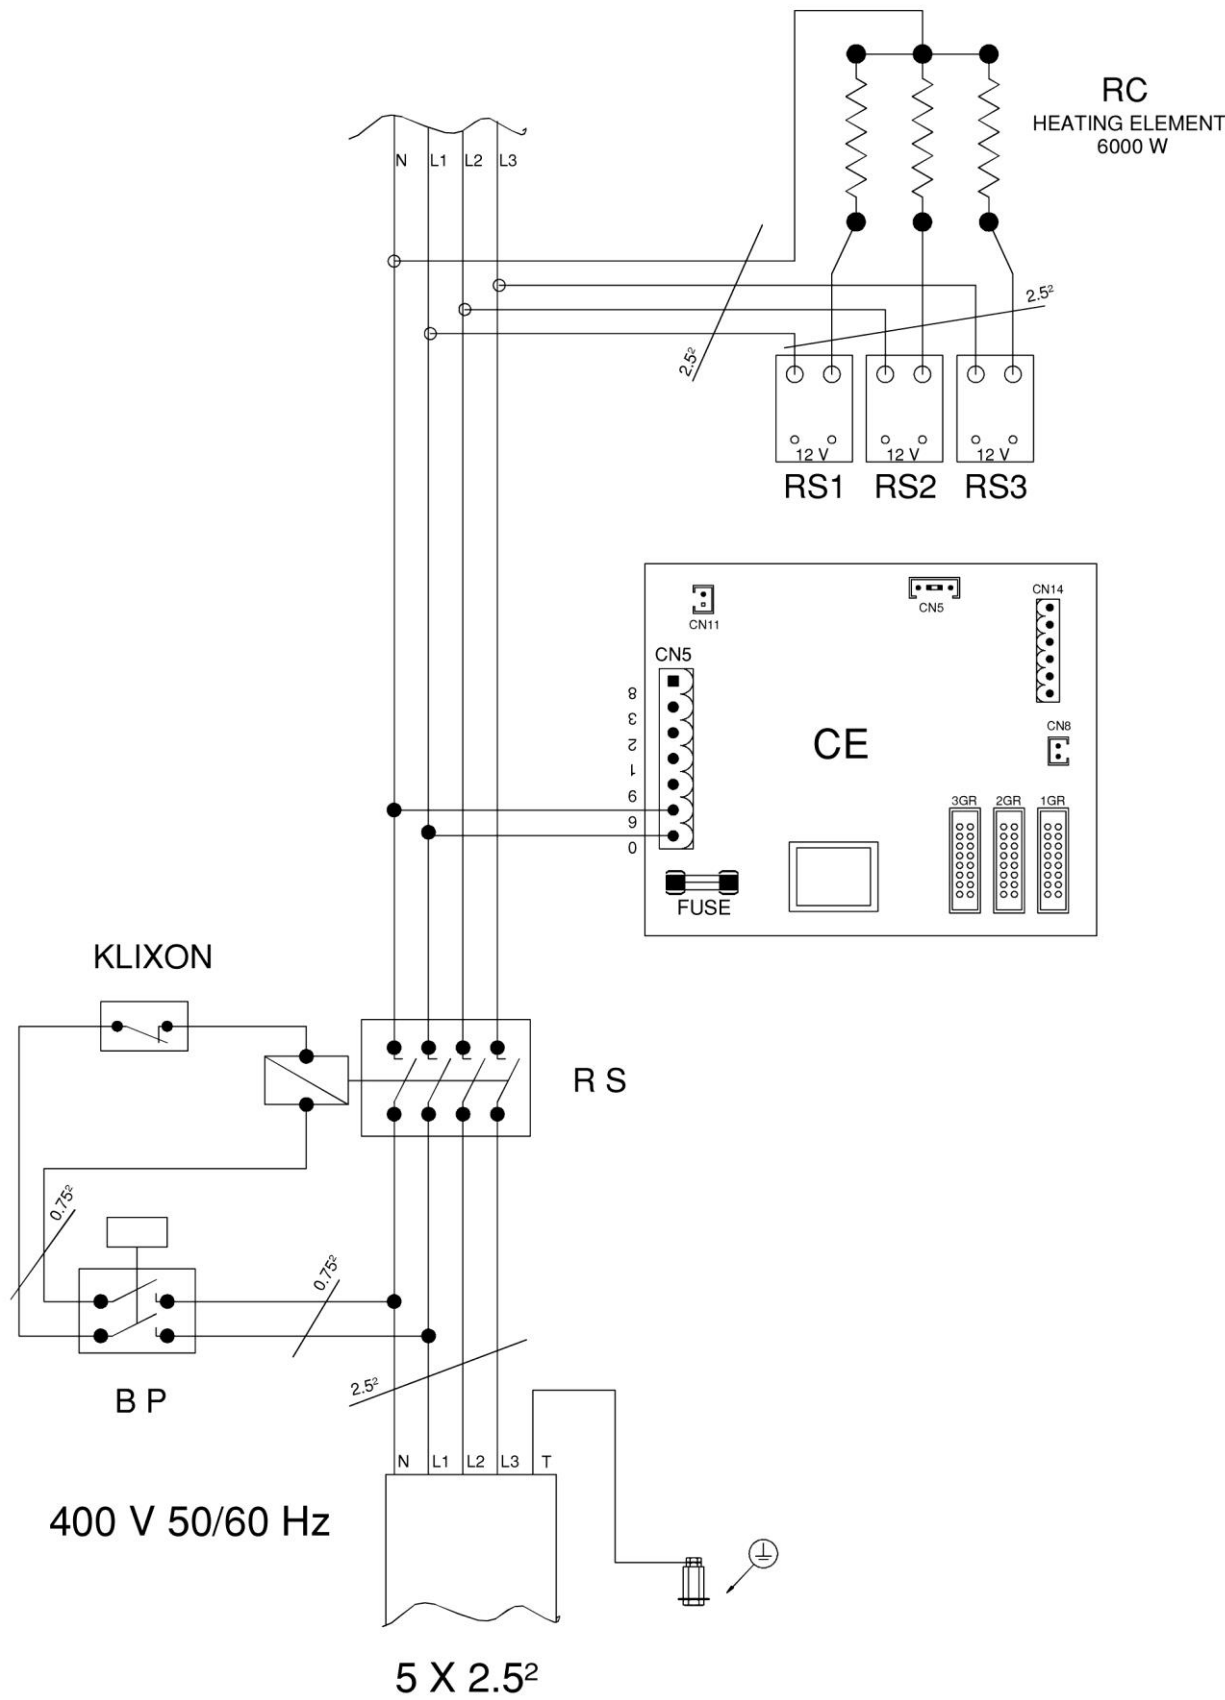 RC
HEATING ELEMENT
6000 W
N L1 L2 L3
2.5²
2.5²
12 V 12 V 12 V
RS1 RS2 RS3
CN11
CN5
CN14
CN5
8
3
2
1
9
6
0
CE
CN8
3GR 2GR 1GR
FUSE
KLIXON
R S
0.75²
0.75²
2.5²
B P
N L1 L2 L3 T
400 V 50/60 Hz
5 X 2.5²